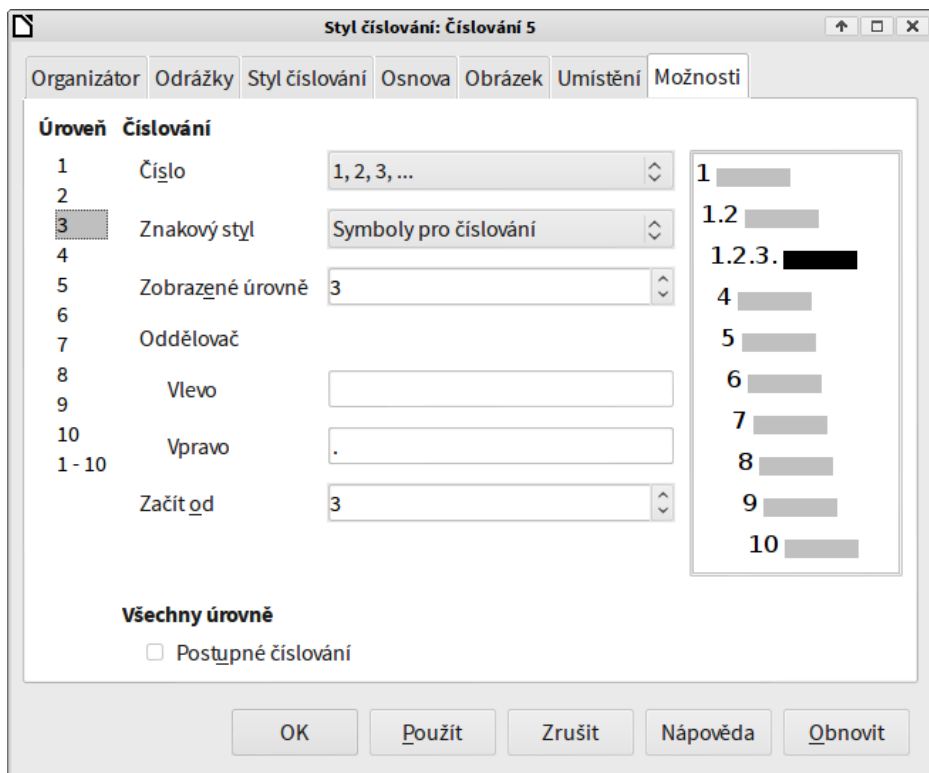 Styl číslování: Číslování 5
Organizátor Odrážky Styl číslování Osnova Obrázek Umístění Možnosti
Úroveň
1
2
3
4
5
6
7
8
9
10
1 - 10
Číslování
Číslo 1, 2, 3, ...
Znakový styl Symboly pro číslování
Zobrazené úrovně 3
Oddělovač
Vlevo
Vpravo .
Začít od 3
1
1.2
1.2.3.
4
5
6
7
8
9
10
Všechny úrovně
Postupné číslování
OK Použít Zrušit Nápověda Obnovit